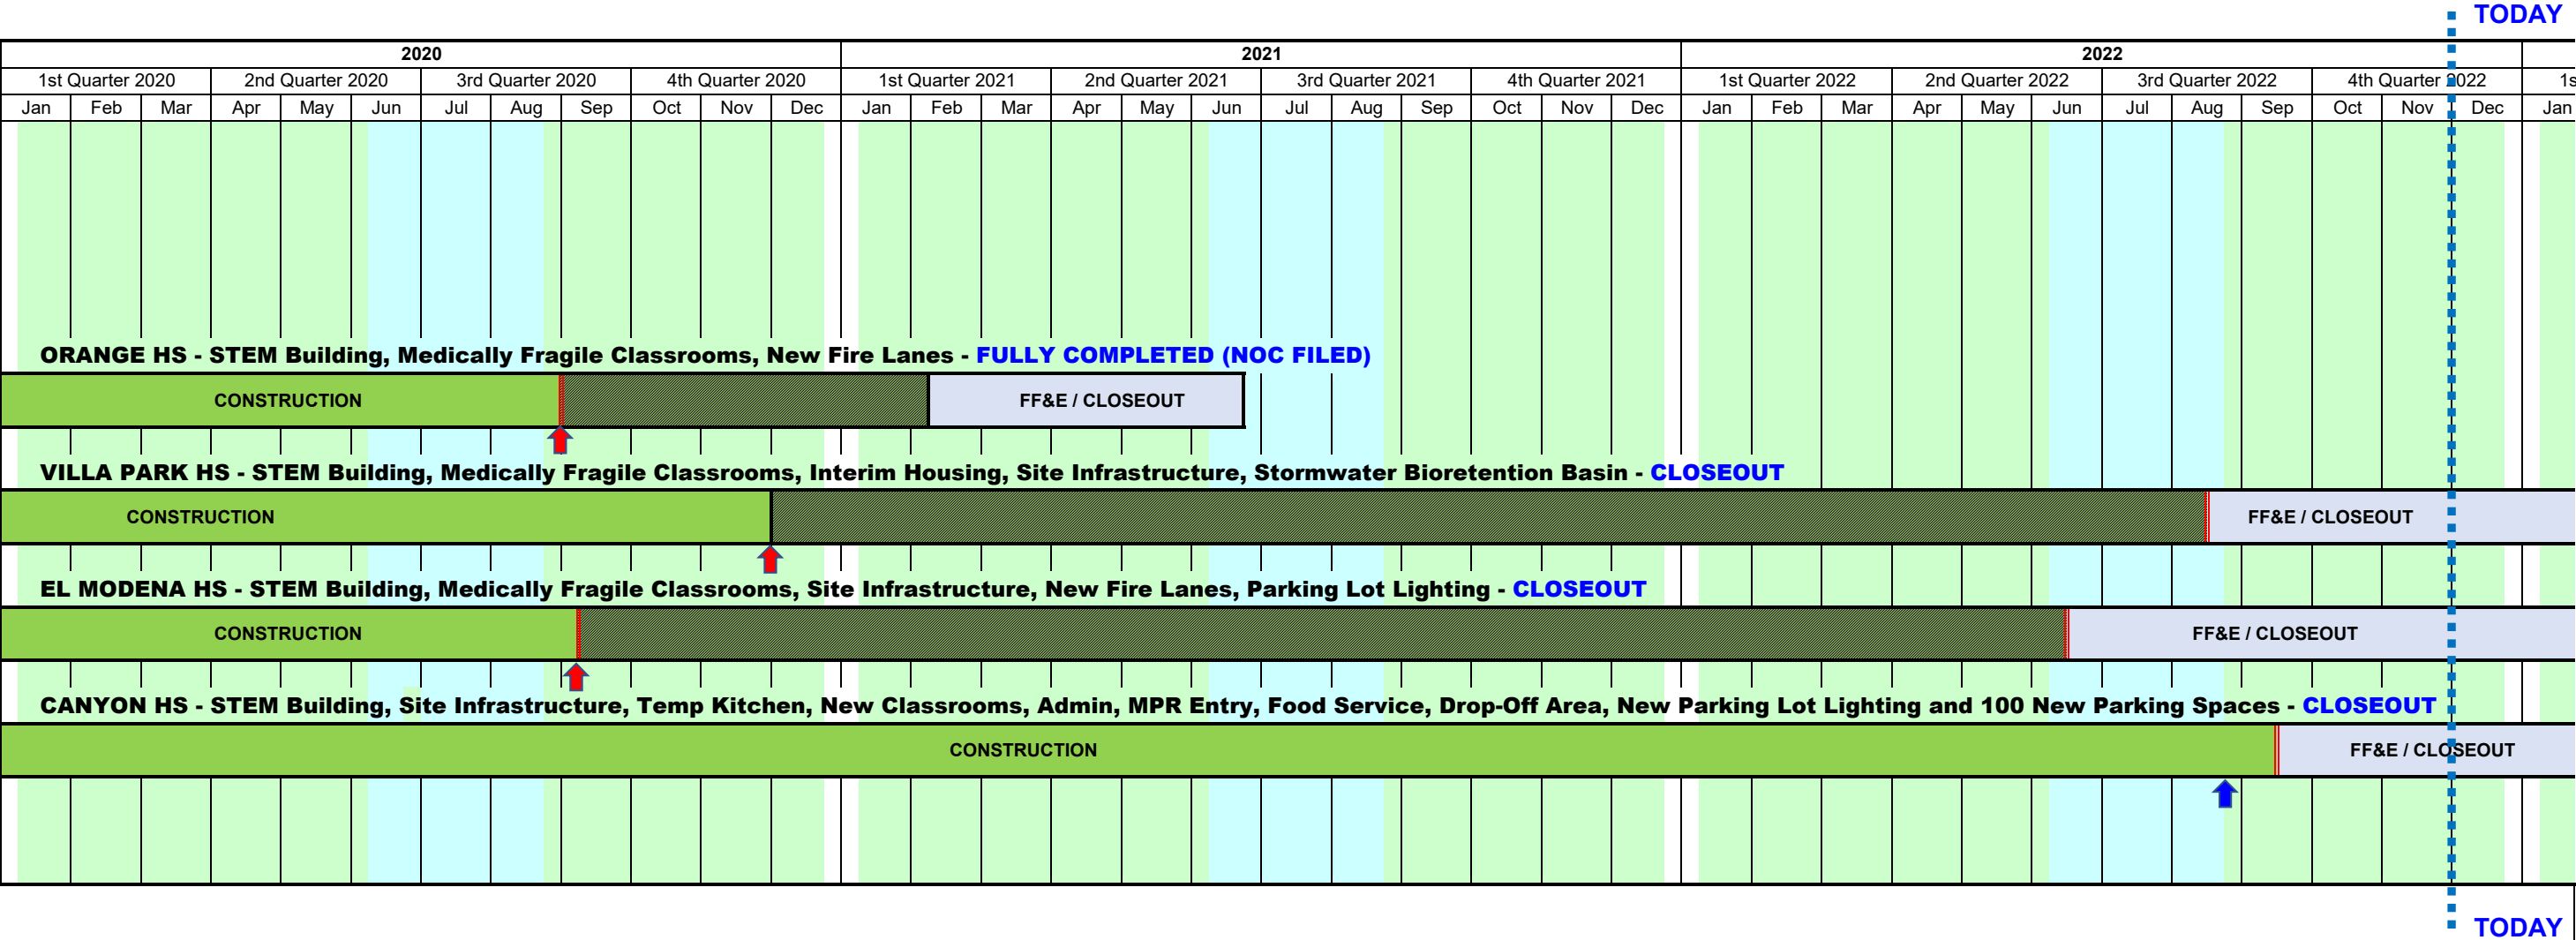 TODAY
2020 2021 2022
1st Quarter 2020 2nd Quarter 2020 3rd Quarter 2020 4th Quarter 2020 1st Quarter 2021 2nd Quarter 2021 3rd Quarter 2021 4th Quarter 2021 1st Quarter 2022 2nd Quarter 2022 3rd Quarter 2022 4th Quarter 2022 1s
Jan Feb Mar Apr May Jun Jul Aug Sep Oct Nov Dec Jan Feb Mar Apr May Jun Jul Aug Sep Oct Nov Dec Jan Feb Mar Apr May Jun Jul Aug Sep Oct Nov Dec Jan
ORANGE HS - STEM Building, Medically Fragile Classrooms, New Fire Lanes - FULLY COMPLETED (NOC FILED)
CONSTRUCTION FF&E / CLOSEOUT
VILLA PARK HS - STEM Building, Medically Fragile Classrooms, Interim Housing, Site Infrastructure, Stormwater Bioretention Basin - CLOSEOUT
CONSTRUCTION FF&E / CLOSEOUT
EL MODENA HS - STEM Building, Medically Fragile Classrooms, Site Infrastructure, New Fire Lanes, Parking Lot Lighting - CLOSEOUT
CONSTRUCTION FF&E / CLOSEOUT
CANYON HS - STEM Building, Site Infrastructure, Temp Kitchen, New Classrooms, Admin, MPR Entry, Food Service, Drop-Off Area, New Parking Lot Lighting and 100 New Parking Spaces - CLOSEOUT
CONSTRUCTION FF&E / CLOSEOUT
TODAY